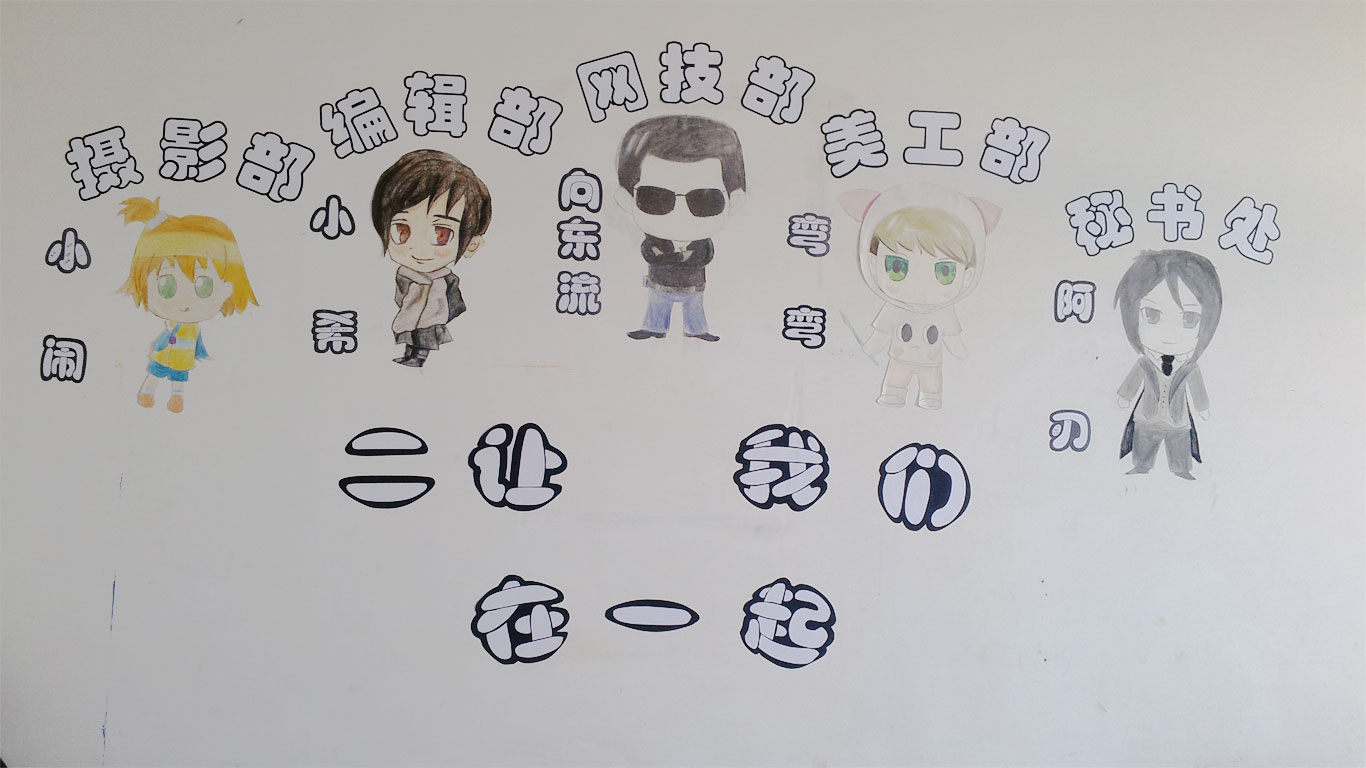 摄影部
编辑部
网技部
美工部
秘书处
小闹
小希
向东流
弯弯
阿刃
二让 我们
在一起